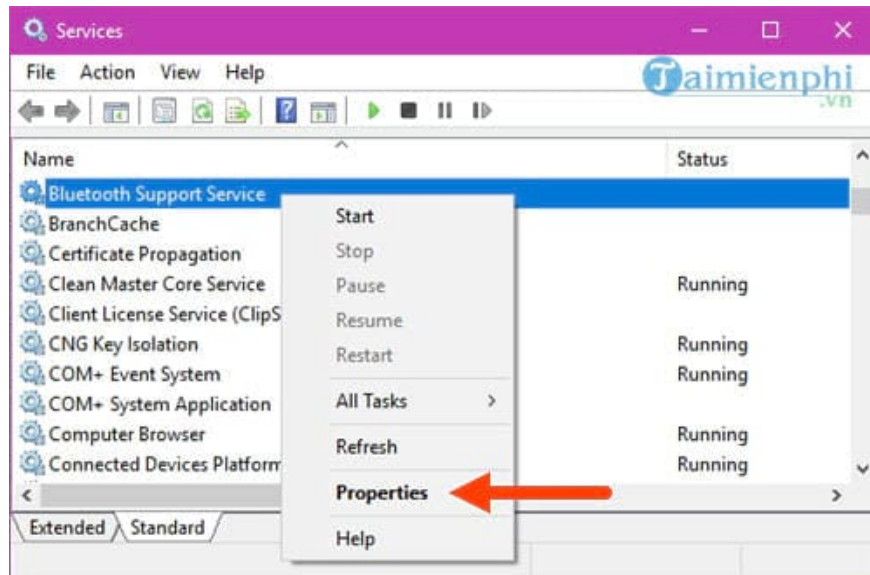 Services
File Action View Help
Taimienphi
.vn
Name Status
Bluetooth Support Service
BranchCache
Certificate Propagation
Clean Master Core Service Running
Client License Service (ClipS
CNG Key Isolation Running
COM+ Event System Running
COM+ System Application
Computer Browser Running
Connected Devices Platform Running
Start
Stop
Pause
Resume
Restart
All Tasks
Refresh
Properties
Help
Extended Standard